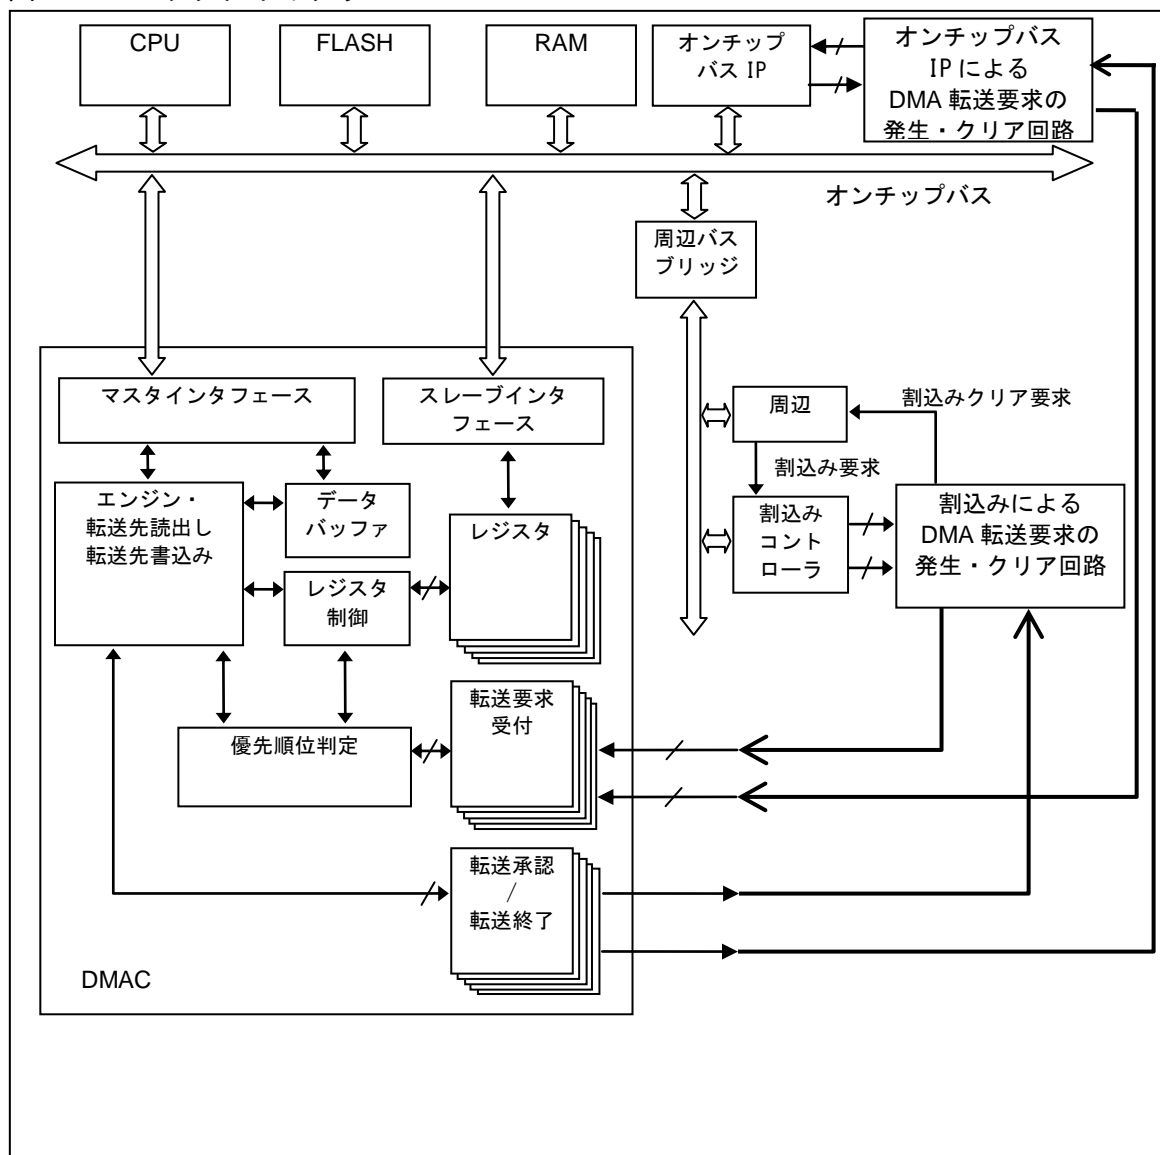 CPU
FLASH
RAM
オンチップ
バス IP
オンチップバス
IP による
DMA 転送要求の
発生・クリア回路
オンチップバス
周辺バス
ブリッジ
マスタインタフェース
スレーブインタ
フェース
周辺
割込みクリア要求
割込み要求
エンジン・
転送先読出し
転送先書込み
データ
バッファ
レジスタ
割込み
コント
ローラ
割込みによる
DMA 転送要求の
発生・クリア回路
レジスタ
制御
転送要求
受付
優先順位判定
転送承認
/
転送終了
DMAC